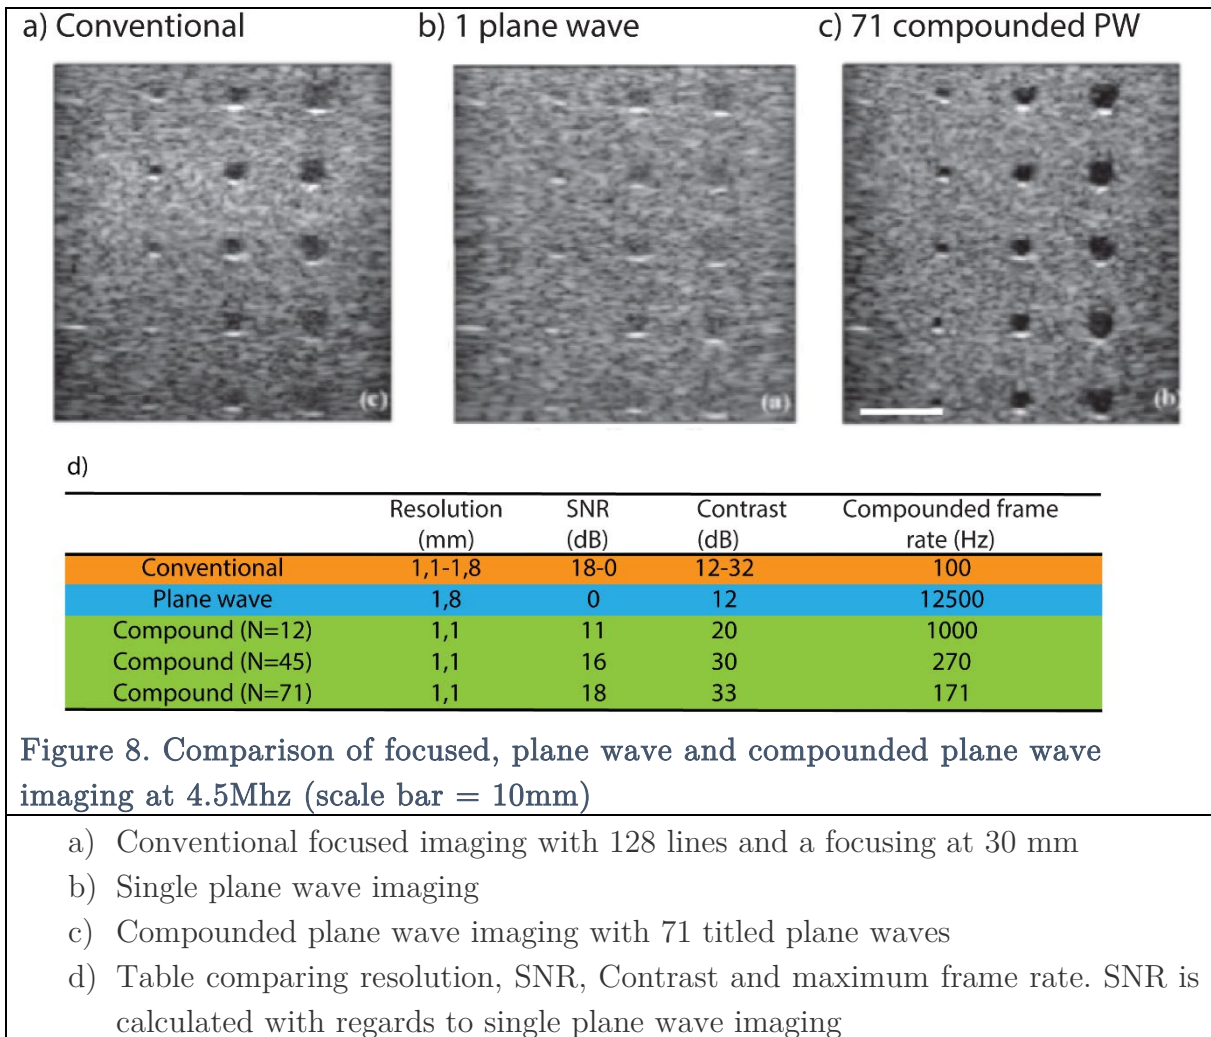 a) Conventional
b) 1 plane wave
c) 71 compounded PW
(c)
(a)
(b)
d)
Resolution (mm) SNR (dB) Contrast (dB) Compounded frame rate (Hz)
Conventional 1,1-1,8 18-0 12-32 100
Plane wave 1,8 0 12 12500
Compound (N=12) 1,1 11 20 1000
Compound (N=45) 1,1 16 30 270
Compound (N=71) 1,1 18 33 171
Figure 8. Comparison of focused, plane wave and compounded plane wave
imaging at 4.5Mhz (scale bar = 10mm)
a) Conventional focused imaging with 128 lines and a focusing at 30 mm
b) Single plane wave imaging
c) Compounded plane wave imaging with 71 titled plane waves
d) Table comparing resolution, SNR, Contrast and maximum frame rate. SNR is
calculated with regards to single plane wave imaging